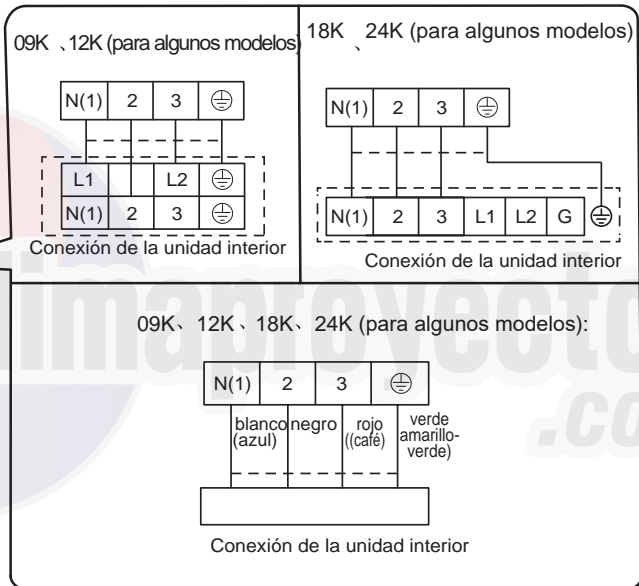 09K 、12K (para algunos modelos)
N(1) 2 3
L1 L2
N(1) 2 3
Conexión de la unidad interior
18K 、24K (para algunos modelos)
N(1) 2 3
N(1) 2 3 L1 L2 G
Conexión de la unidad interior
09K、12K、18K、24K (para algunos modelos):
N(1) 2 3
blanco negro rojo verde
(azul) ((café) amarillo-
verde)
Conexión de la unidad interior
imaproyecto
.co